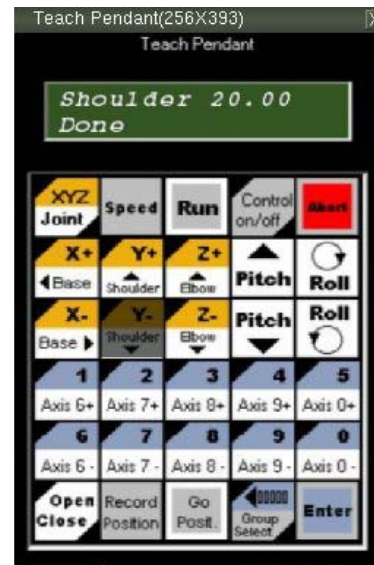 Teach Pendant(256X393)
Teach Pendant
Shoulder 20.00
Done
XYZ Joint Speed Run Control on/off Abort
X+ Base Y+ Shoulder Z+ Elbow Pitch Roll
X- Base Y- Shoulder Z- Elbow Pitch Roll
1 2 3 4 5
Axis 6+ Axis 7+ Axis 8+ Axis 9+ Axis 0+
6 7 8 9 0
Axis 6 - Axis 7 - Axis 8 - Axis 9 - Axis 0 -
Open Close Record Position Go Posit. Group Select Enter